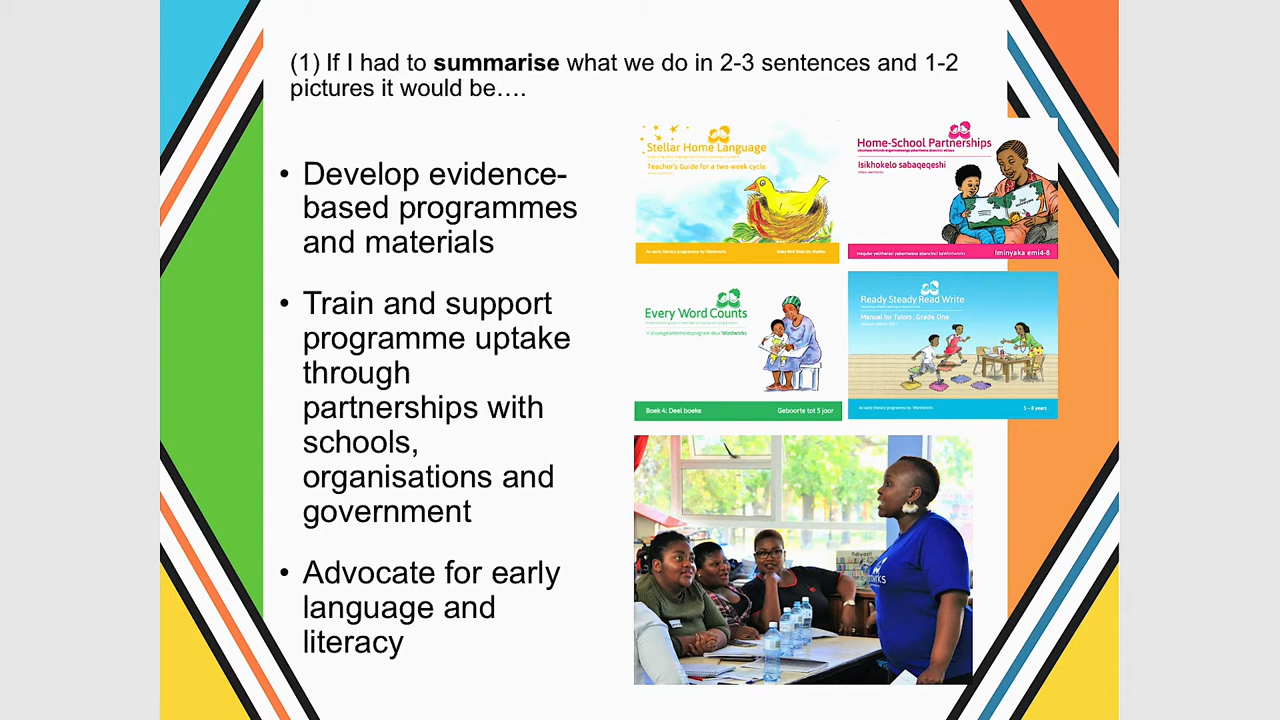 (1) If I had to summarise what we do in 2-3 sentences and 1-2
pictures it would be….
• Develop evidence-
based programmes
and materials
• Train and support
programme uptake
through
partnerships with
schools,
organisations and
government
• Advocate for early
language and
literacy
Stellar Home Language
Teacher's Guide for a two-week cycle
An early literacy programme by Wordworks
Home-School Partnerships
Isikhokelo sabaqeqeshi
Iminyaka emi4-8
Every Word Counts
Boek 4: Deel boeke
Geboorte tot 5 jaar
Ready Steady Read Write
Manual for Tutors: Grade One
An early literacy programme by Wordworks
5 – 8 years